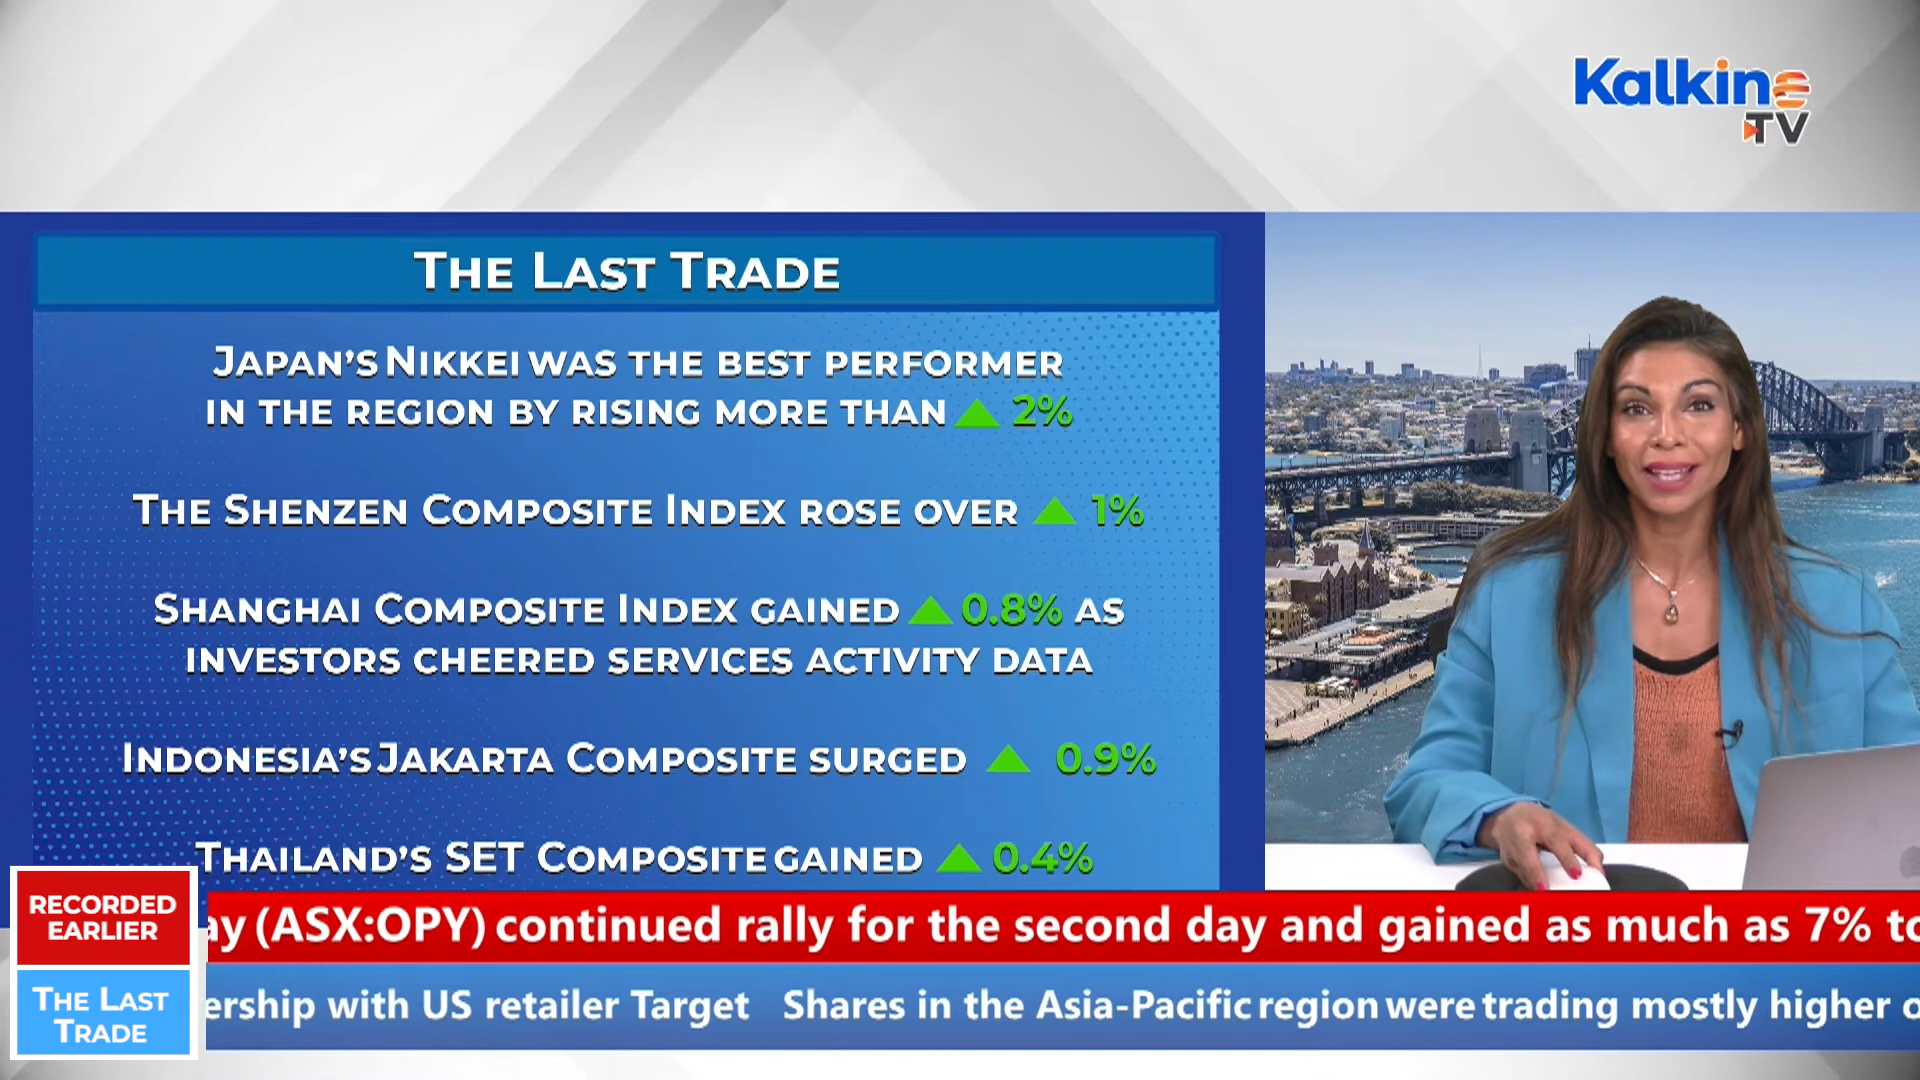 Kalkine
TV
THE LAST TRADE
JAPAN'S NIKKEI WAS THE BEST PERFORMER
IN THE REGION BY RISING MORE THAN ▲ 2%
THE SHENZEN COMPOSITE INDEX ROSE OVER ▲ 1%
SHANGHAI COMPOSITE INDEX GAINED ▲ 0.8% AS
INVESTORS CHEERED SERVICES ACTIVITY DATA
INDONESIA'S JAKARTA COMPOSITE SURGED ▲ 0.9%
THAILAND'S SET COMPOSITE GAINED ▲ 0.4%
RECORDED
EARLIER
ay (ASX:OPY) continued rally for the second day and gained as much as 7% to
THE LAST
TRADE
ership with US retailer Target Shares in the Asia-Pacific region were trading mostly higher o